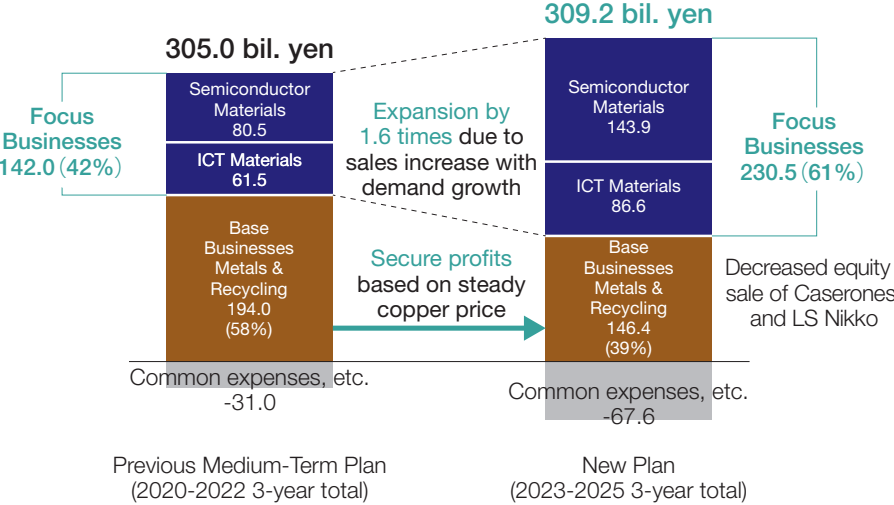 305.0 bil. yen
309.2 bil. yen
Focus
Businesses
142.0 (42%)
Semiconductor
Materials
80.5
ICT Materials
61.5
Base
Businesses
Metals &
Recycling
194.0
(58%)
Common expenses, etc.
-31.0
Expansion by
1.6 times due to
sales increase with
demand growth
Secure profits
based on steady
copper price
Semiconductor
Materials
143.9
ICT Materials
86.6
Base
Businesses
Metals &
Recycling
146.4
(39%)
Common expenses, etc.
-67.6
Focus
Businesses
230.5 (61%)
Decreased equity
sale of Caserones
and LS Nikko
Previous Medium-Term Plan
(2020-2022 3-year total)
New Plan
(2023-2025 3-year total)